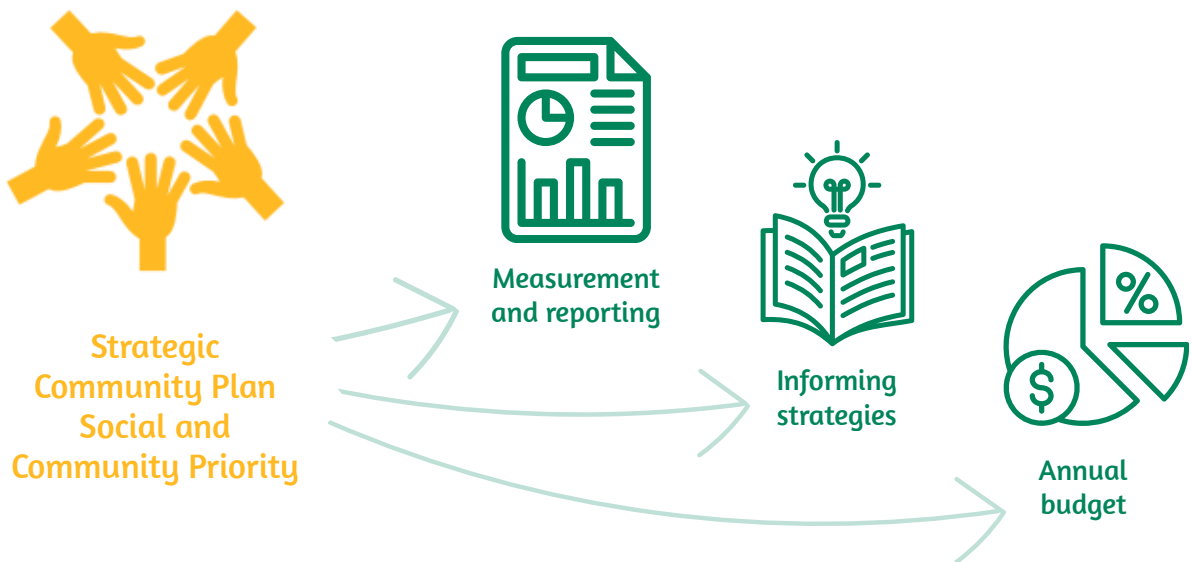 Strategic
Community Plan
Social and
Community Priority
Measurement
and reporting
Informing
strategies
Annual
budget
%
$